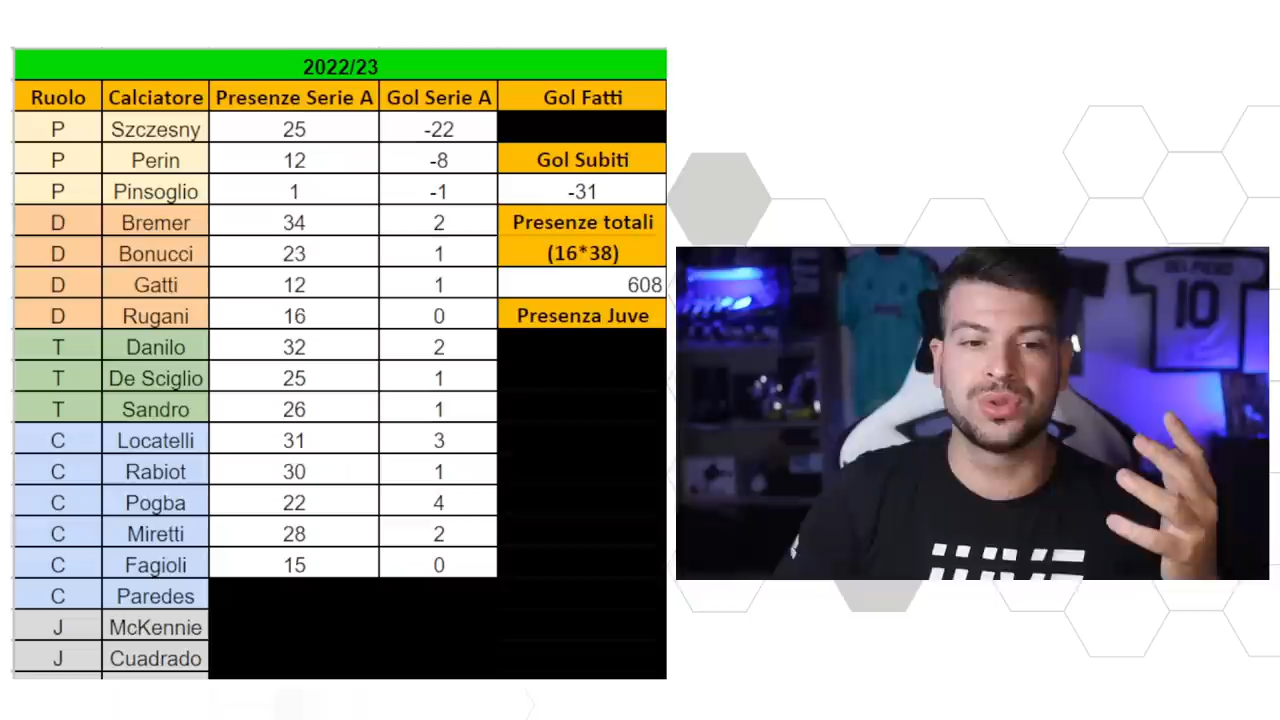 2022/23
Ruolo Calciatore Presenze Serie A Gol Serie A Gol Fatti
P Szczesny 25 -22
P Perin 12 -8 Gol Subiti
P Pinsoglio 1 -1 -31
D Bremer 34 2 Presenze totali
D Bonucci 23 1 (16*38)
D Gatti 12 1 608
D Rugani 16 0 Presenza Juve
T Danilo 32 2
T De Sciglio 25 1
T Sandro 26 1
C Locatelli 31 3
C Rabiot 30 1
C Pogba 22 4
C Miretti 28 2
C Fagioli 15 0
C Paredes
J McKennie
J Cuadrado
10